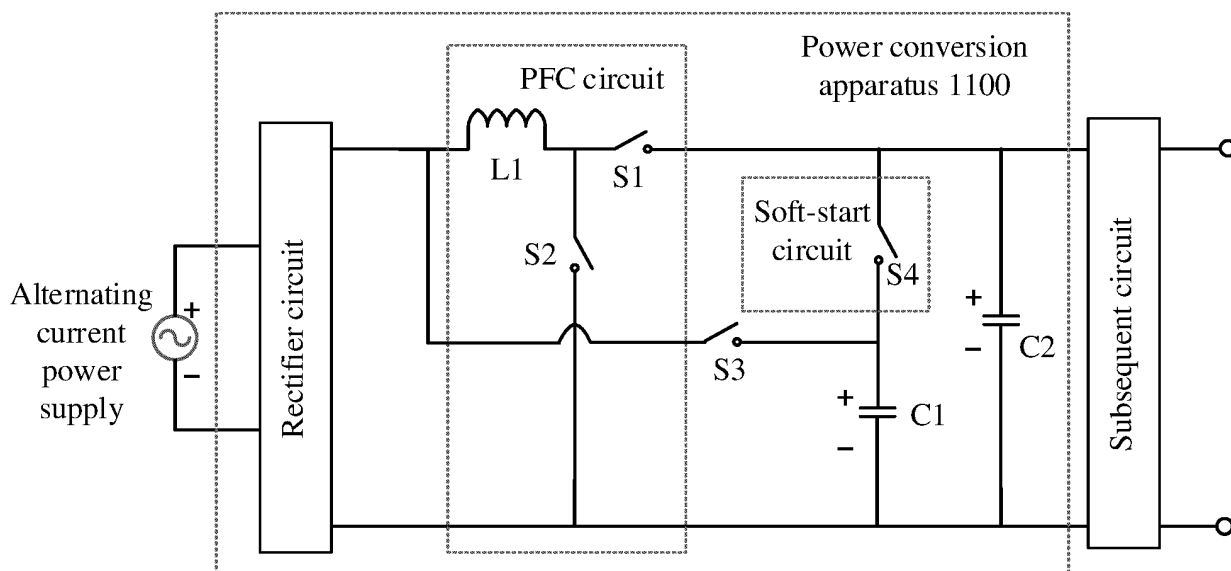 Power conversion
apparatus 1100
PFC circuit
L1
S1
Soft-start
circuit
S4
S2
S3
+
−
C1
+
−
C2
Alternating
current
power
supply
+
−
Rectifier circuit
Subsequent circuit